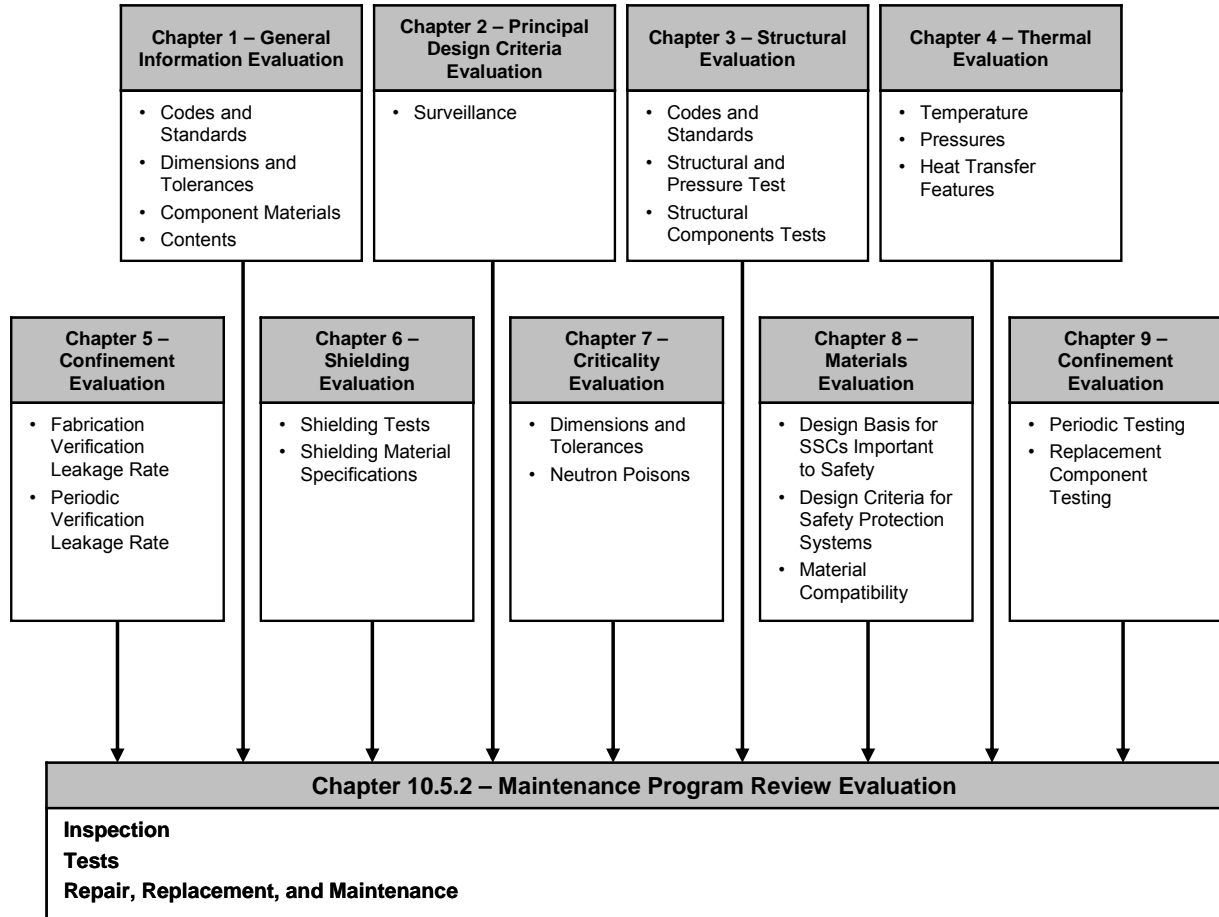 Chapter 1 – General
Information Evaluation
• Codes and
Standards
• Dimensions and
Tolerances
• Component Materials
• Contents
Chapter 2 – Principal
Design Criteria
Evaluation
• Surveillance
Chapter 3 – Structural
Evaluation
• Codes and
Standards
• Structural and
Pressure Test
• Structural
Components Tests
Chapter 4 – Thermal
Evaluation
• Temperature
• Pressures
• Heat Transfer
Features
Chapter 5 –
Confinement
Evaluation
• Fabrication
Verification
Leakage Rate
• Periodic
Verification
Leakage Rate
Chapter 6 –
Shielding
Evaluation
• Shielding Tests
• Shielding Material
Specifications
Chapter 7 –
Criticality
Evaluation
• Dimensions and
Tolerances
• Neutron Poisons
Chapter 8 –
Materials
Evaluation
• Design Basis for
SSCs Important
to Safety
• Design Criteria for
Safety Protection
Systems
• Material
Compatibility
Chapter 9 –
Confinement
Evaluation
• Periodic Testing
• Replacement
Component
Testing
Chapter 10.5.2 – Maintenance Program Review Evaluation
Inspection
Tests
Repair, Replacement, and Maintenance